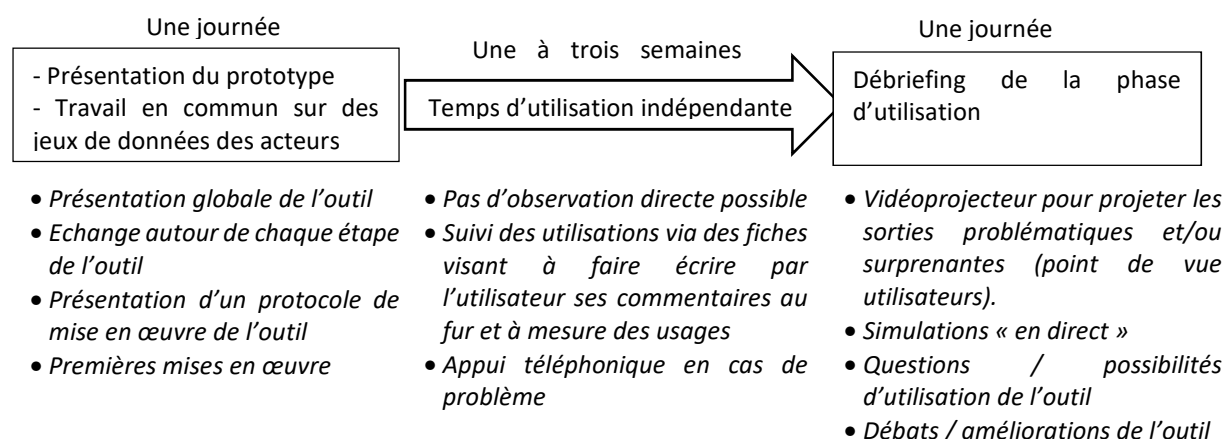 Une journée
- Présentation du prototype
- Travail en commun sur des
jeux de données des acteurs
• Présentation globale de l’outil
• Echange autour de chaque étape
de l’outil
• Présentation d’un protocole de
mise en œuvre de l’outil
• Premières mises en œuvre
Une à trois semaines
Temps d’utilisation indépendante
• Pas d’observation directe possible
• Suivi des utilisations via des fiches
visant à faire écrire par
l’utilisateur ses commentaires au
fur et à mesure des usages
• Appui téléphonique en cas de
problème
Une journée
Débriefing de la phase
d’utilisation
• Vidéoprojecteur pour projeter les
sorties problématiques et/ou
surprenantes (point de vue
utilisateurs).
• Simulations « en direct »
• Questions / possibilités
d’utilisation de l’outil
• Débats / améliorations de l’outil